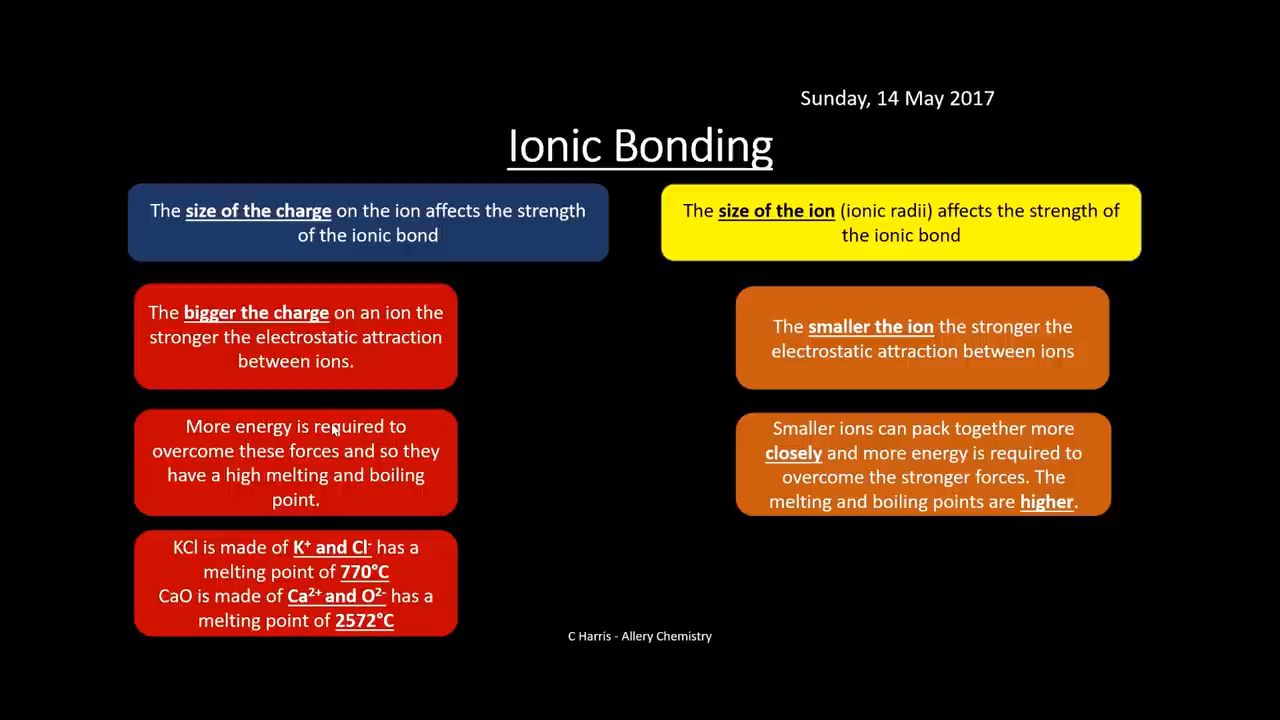 Sunday, 14 May 2017
Ionic Bonding
The size of the charge on the ion affects the strength
of the ionic bond
The bigger the charge on an ion the
stronger the electrostatic attraction
between ions.
More energy is required to
overcome these forces and so they
have a high melting and boiling
point.
KCl is made of K⁺ and Cl⁻ has a
melting point of 770°C
CaO is made of Ca²⁺ and O²⁻ has a
melting point of 2572°C
The size of the ion (ionic radii) affects the strength of
the ionic bond
The smaller the ion the stronger the
electrostatic attraction between ions
Smaller ions can pack together more
closely and more energy is required to
overcome the stronger forces. The
melting and boiling points are higher.
C Harris - Allery Chemistry